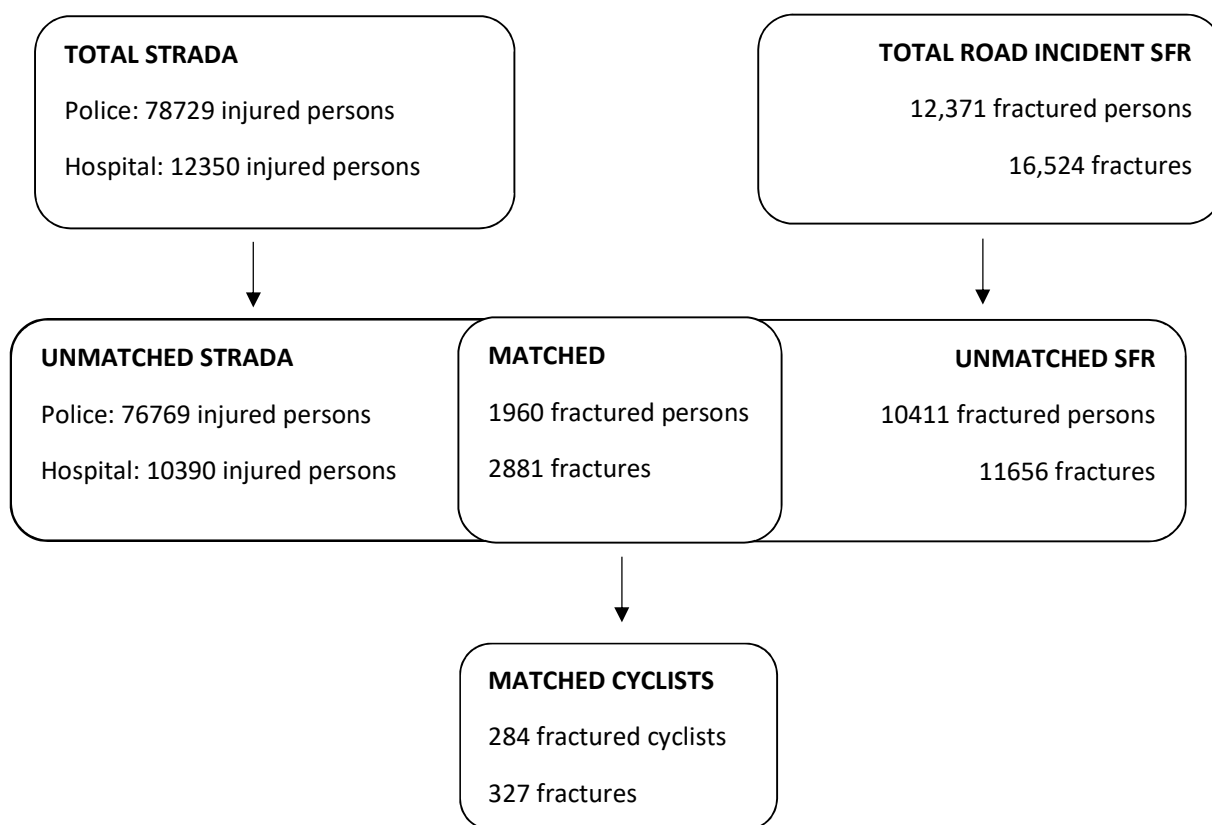 TOTAL STRADA
Police: 78729 injured persons
Hospital: 12350 injured persons
TOTAL ROAD INCIDENT SFR
12,371 fractured persons
16,524 fractures
UNMATCHED STRADA
Police: 76769 injured persons
Hospital: 10390 injured persons
MATCHED
1960 fractured persons
2881 fractures
UNMATCHED SFR
10411 fractured persons
11656 fractures
MATCHED CYCLISTS
284 fractured cyclists
327 fractures